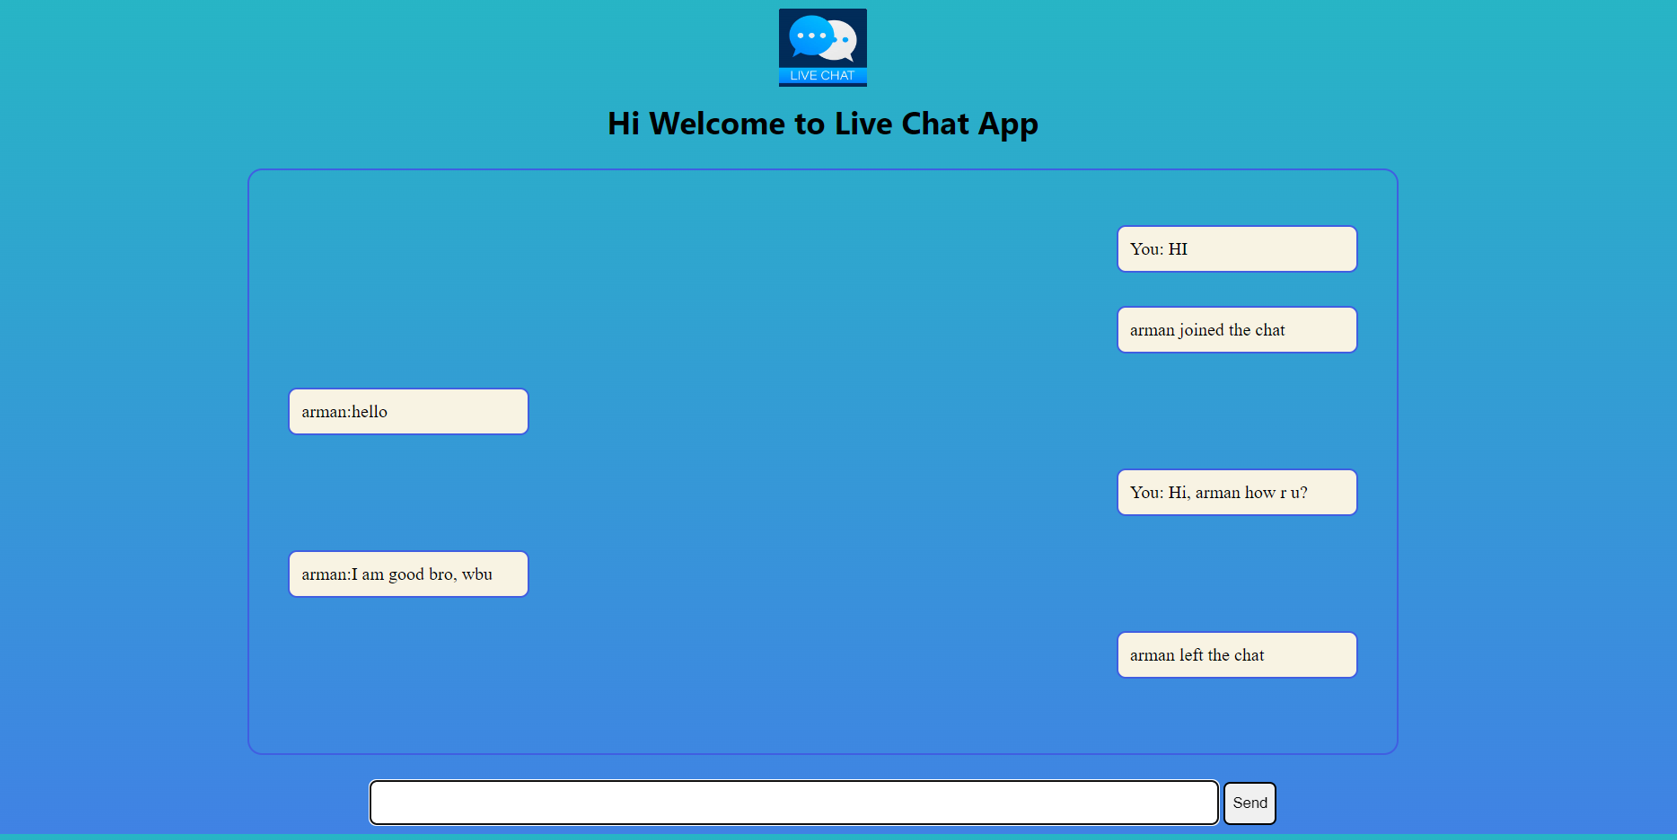 LIVE CHAT
Hi Welcome to Live Chat App
You: HI
arman joined the chat
arman:hello
You: Hi, arman how r u?
arman:I am good bro, wbu
arman left the chat
Send